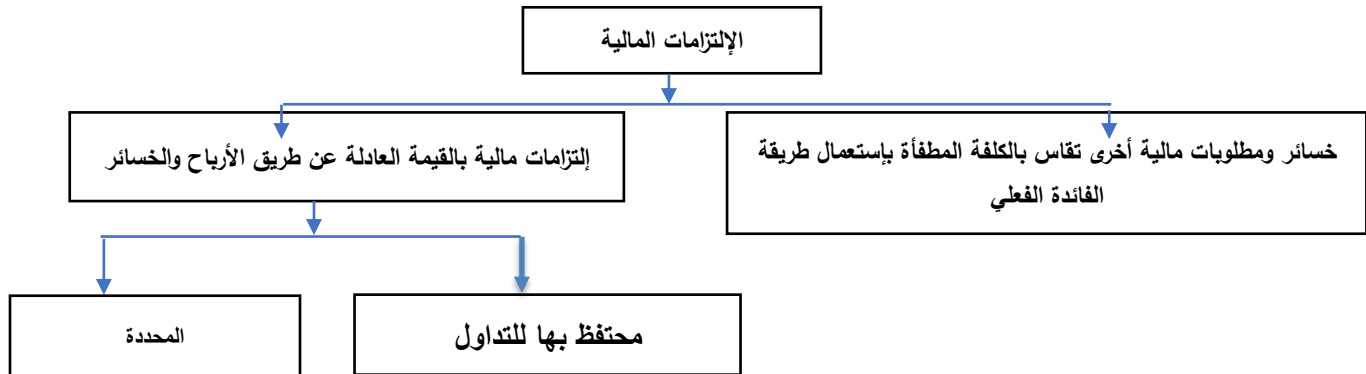 الإلتزامات المالية
خسائر ومطلوبات مالية أخرى تقاس بالكلفة المطفأة بإستعمال طريقة
الفائدة الفعلي
إلتزامات مالية بالقيمة العادلة عن طريق الأرباح والخسائر
محتفظ بها للتداول
المحددة